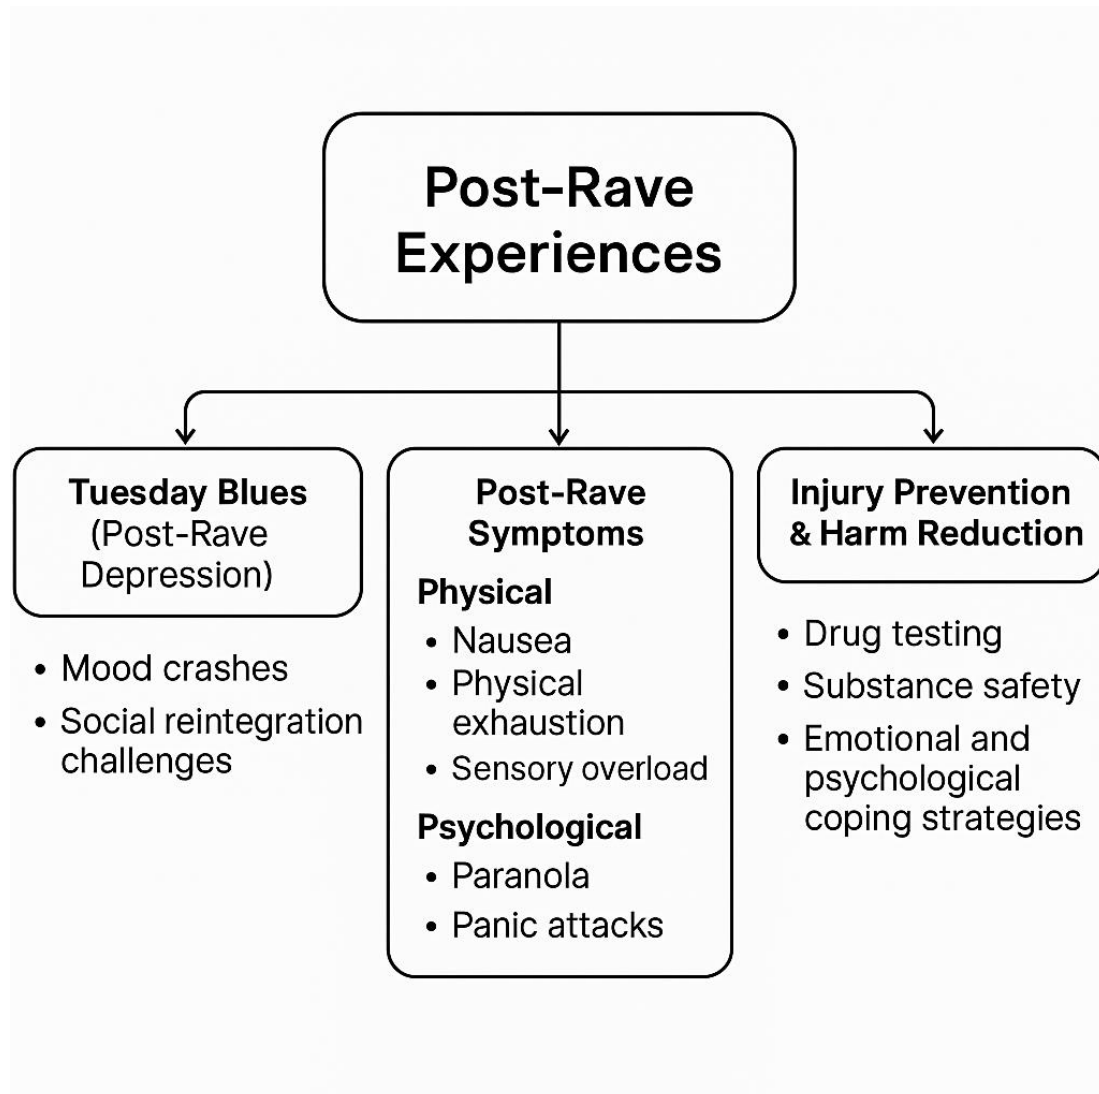 Post-Rave
Experiences
Tuesday Blues
(Post-Rave
Depression)
• Mood crashes
• Social reintegration
challenges
Post-Rave
Symptoms
Physical
• Nausea
• Physical
exhaustion
• Sensory overload
Psychological
• Paranola
• Panic attacks
Injury Prevention
& Harm Reduction
• Drug testing
• Substance safety
• Emotional and
psychological
coping strategies